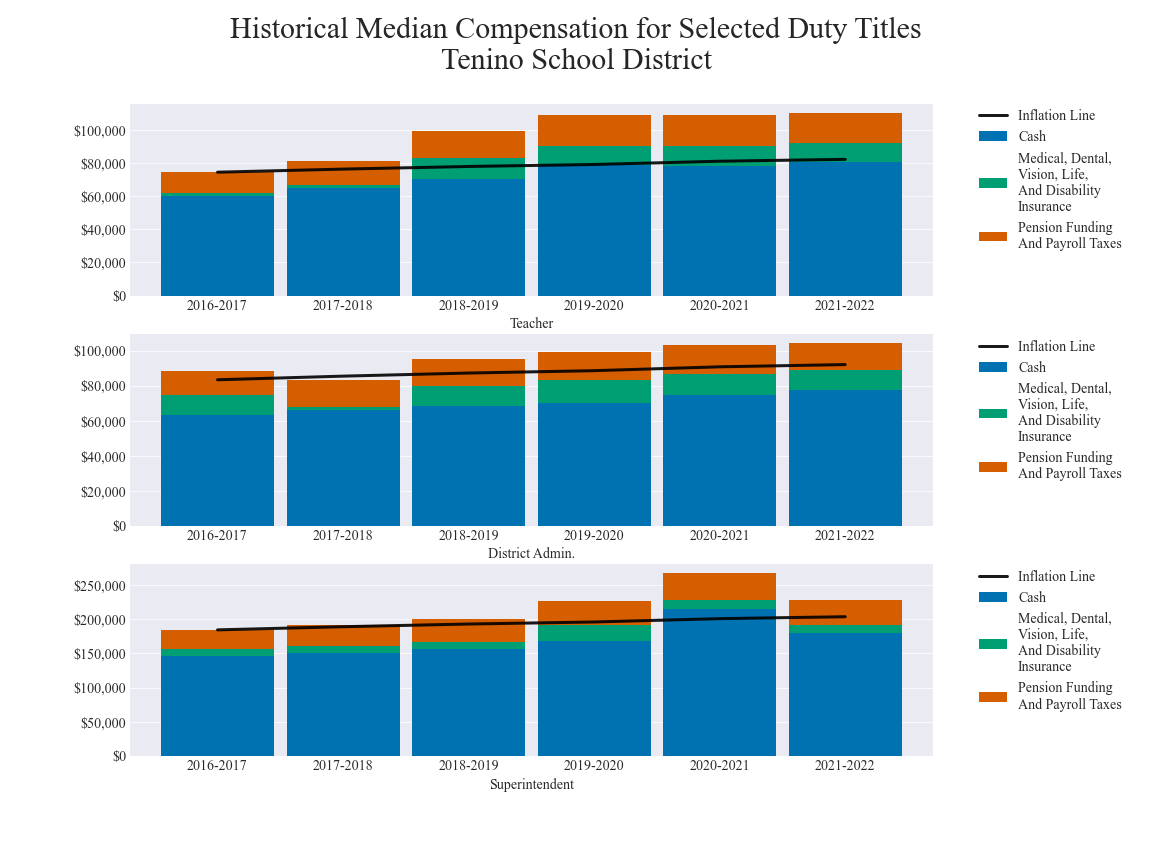 Historical Median Compensation for Selected Duty Titles
Tenino School District
$100,000
$80,000
$60,000
$40,000
$20,000
$0
2016-2017 2017-2018 2018-2019 2019-2020 2020-2021 2021-2022
Teacher
Inflation Line
Cash
Medical, Dental,
Vision, Life,
And Disability
Insurance
Pension Funding
And Payroll Taxes
$100,000
$80,000
$60,000
$40,000
$20,000
$0
2016-2017 2017-2018 2018-2019 2019-2020 2020-2021 2021-2022
District Admin.
Inflation Line
Cash
Medical, Dental,
Vision, Life,
And Disability
Insurance
Pension Funding
And Payroll Taxes
$250,000
$200,000
$150,000
$100,000
$50,000
$0
2016-2017 2017-2018 2018-2019 2019-2020 2020-2021 2021-2022
Superintendent
Inflation Line
Cash
Medical, Dental,
Vision, Life,
And Disability
Insurance
Pension Funding
And Payroll Taxes